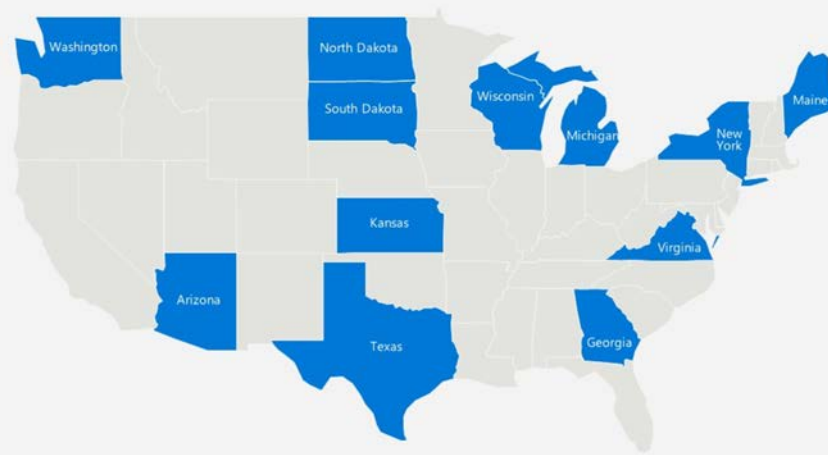 Washington
North Dakota
South Dakota
Wisconsin
Michigan
Maine
New
York
Kansas
Virginia
Arizona
Texas
Georgia